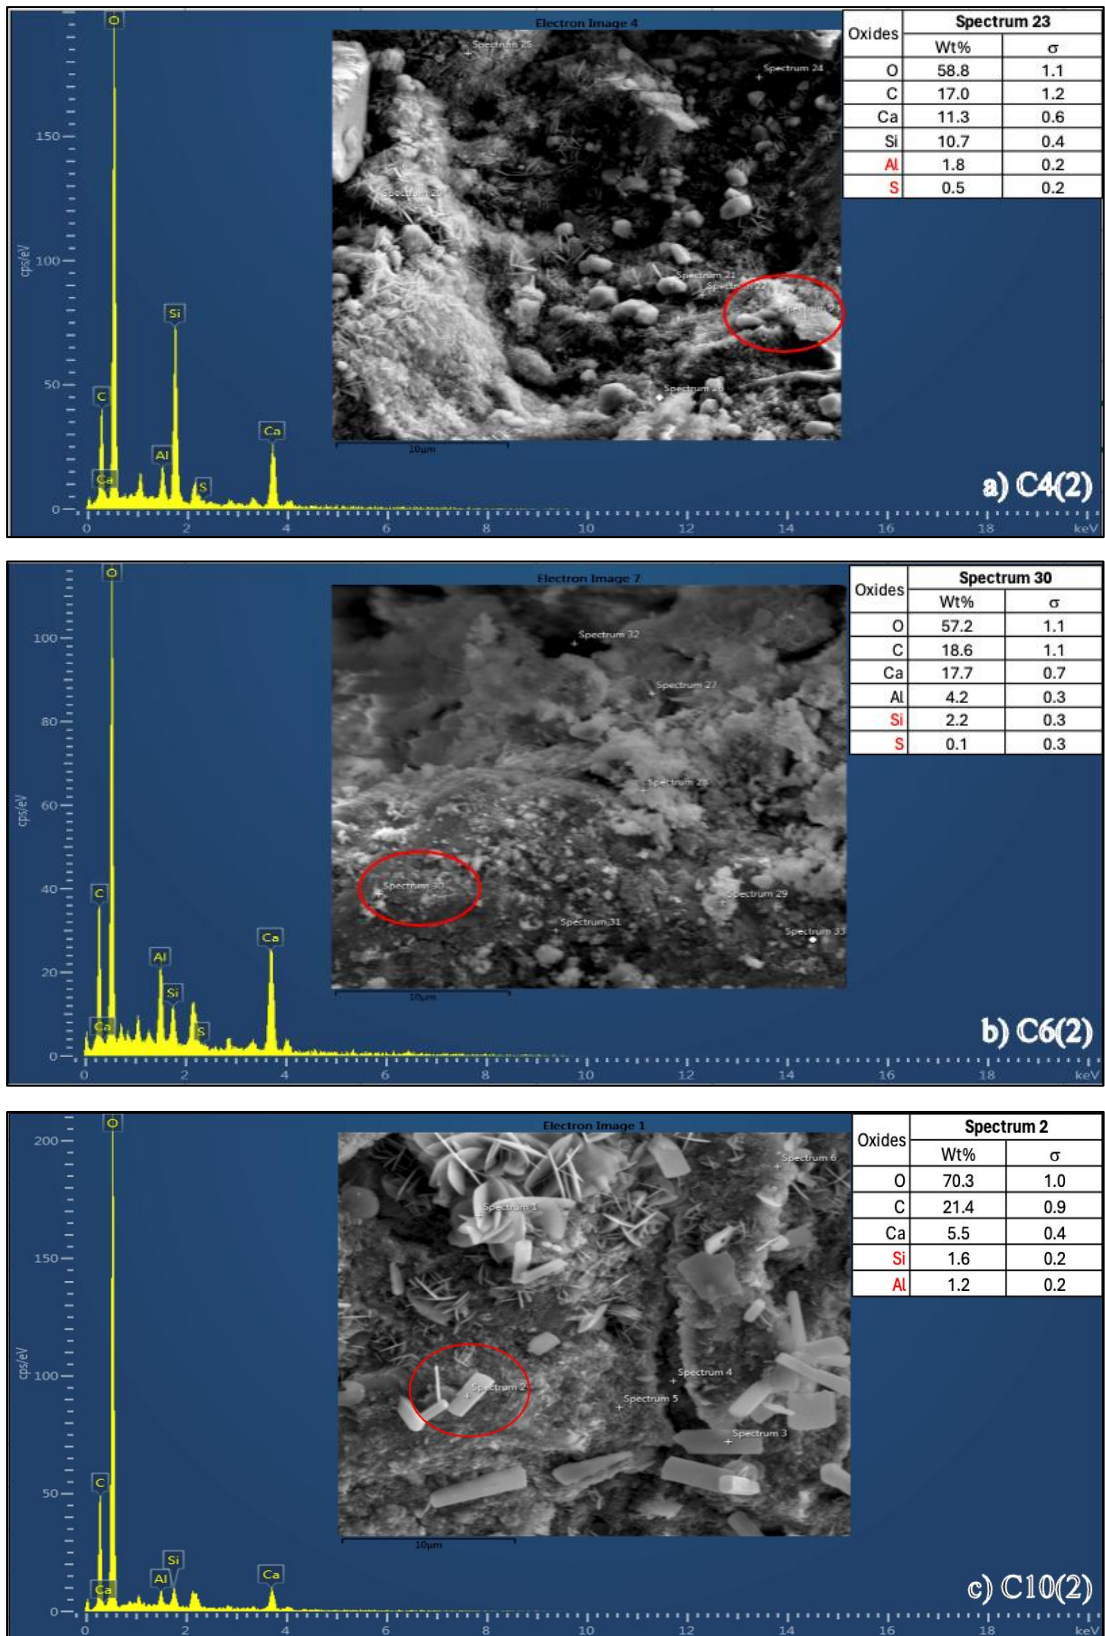 Electron Image 4
Oxides Spectrum 23
Wt% σ
O 58.8 1.1
C 17.0 1.2
Ca 11.3 0.6
Si 10.7 0.4
Al 1.8 0.2
S 0.5 0.2
cps/eV
150
100
50
0
O
C
Ca
Al
Si
S
Ca
Spectrum 25
Spectrum 24
Spectrum 21
Spectrum 22
Spectrum 26
10μm
0 2 4 6 8 10 12 14 16 18 keV
a) C4(2)
Electron Image 7
Oxides Spectrum 30
Wt% σ
O 57.2 1.1
C 18.6 1.1
Ca 17.7 0.7
Al 4.2 0.3
Si 2.2 0.3
S 0.1 0.3
cps/eV
100
80
60
40
20
0
O
C
Ca
Al
Si
S
Ca
Spectrum 32
Spectrum 27
Spectrum 28
Spectrum 30
Spectrum 29
Spectrum 31
Spectrum 33
10μm
0 2 4 6 8 10 12 14 16 18 keV
b) C6(2)
Electron Image 1
Oxides Spectrum 2
Wt% σ
O 70.3 1.0
C 21.4 0.9
Ca 5.5 0.4
Si 1.6 0.2
Al 1.2 0.2
cps/eV
200
150
100
50
0
O
C
Ca
Al
Si
Ca
Spectrum 6
Spectrum 1
Spectrum 4
Spectrum 2
Spectrum 5
Spectrum 3
10μm
0 2 4 6 8 10 12 14 16 18 keV
c) C10(2)